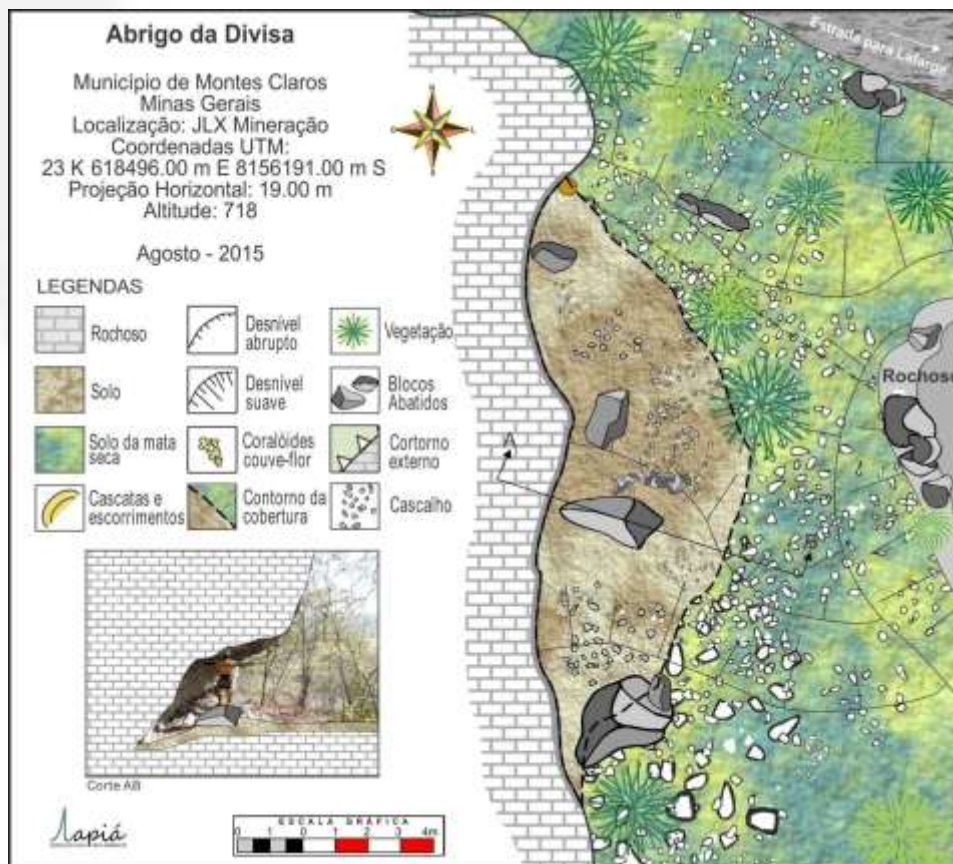 Abrigo da Divisa
Município de Montes Claros
Minas Gerais
Localização: JLX Mineração
Coordenadas UTM:
23 K 618496.00 m E 8156191.00 m S
Projeção Horizontal: 19.00 m
Altitude: 718
Agosto - 2015
LEGENDAS
Rochoso
Desnível
abrupto
Vegetação
Solo
Desnível
suave
Blocos
Abatidos
Solo da mata
seca
Coralóides
couve-flor
Cortorno
externo
Cascatas e
escorrimentos
Contorno da
cobertura
Cascalho
Corte AB
lapiá
ESCALA GRÁFICA
0 1 0 1 2 3 4m
Estrada para Lafarge
Rochoso
A
B